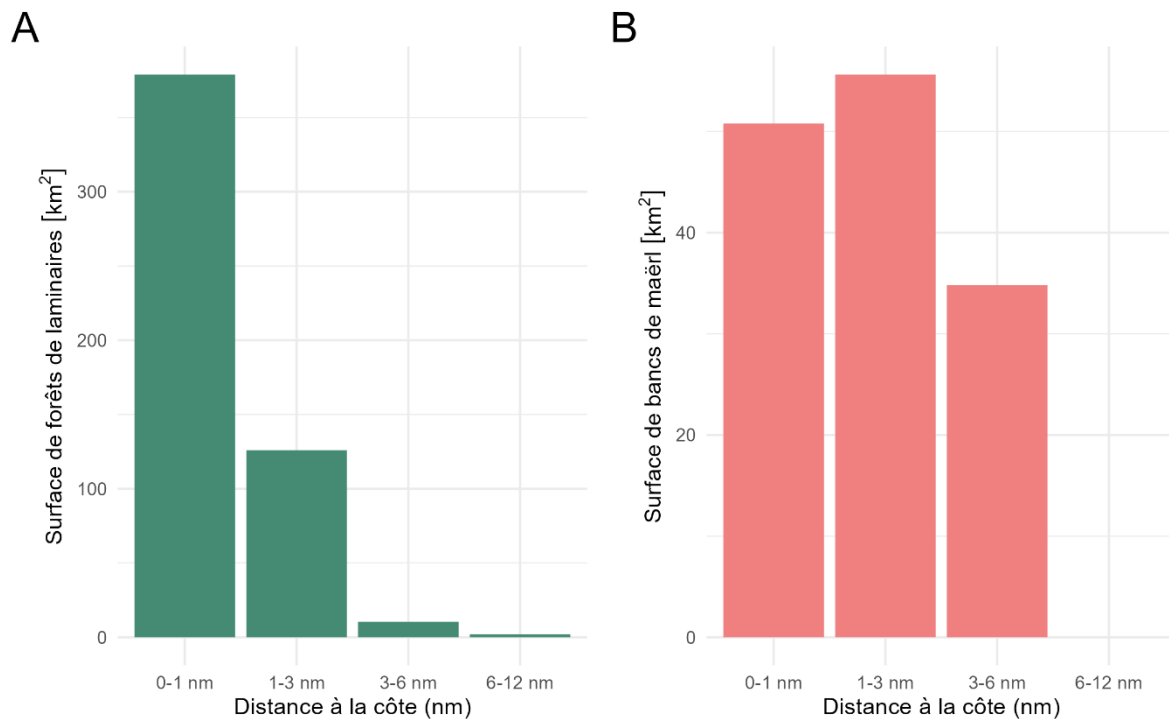 A
Surface de forêts de laminaires [km²]
300
200
100
0
0-1 nm 1-3 nm 3-6 nm 6-12 nm
Distance à la côte (nm)
B
Surface de bancs de maërl [km²]
40
20
0
0-1 nm 1-3 nm 3-6 nm 6-12 nm
Distance à la côte (nm)